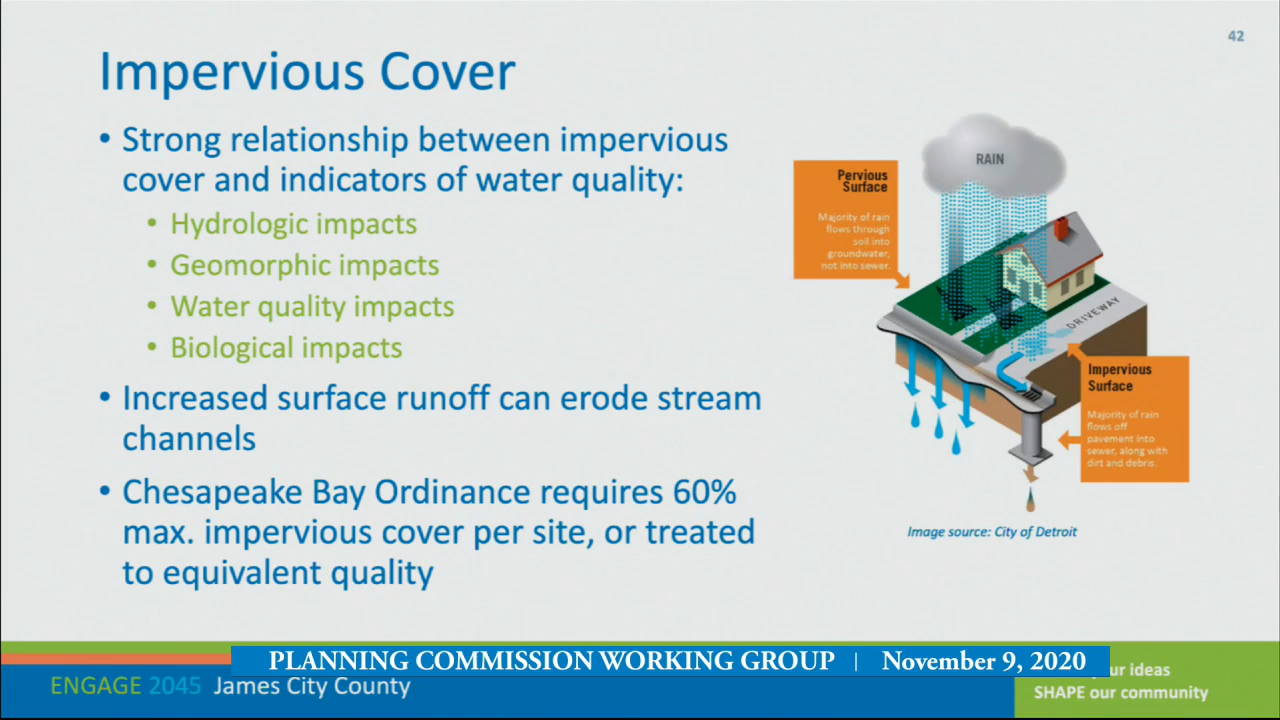 42
Impervious Cover
• Strong relationship between impervious
cover and indicators of water quality:
• Hydrologic impacts
• Geomorphic impacts
• Water quality impacts
• Biological impacts
• Increased surface runoff can erode stream
channels
• Chesapeake Bay Ordinance requires 60%
max. impervious cover per site, or treated
to equivalent quality
RAIN
Pervious
Surface
Majority of rain
flows through
soil into
groundwater,
not into sewer.
DRIVEWAY
Impervious
Surface
Majority of rain
flows off
pavement into
sewer, along with
dirt and debris.
Image source: City of Detroit
PLANNING COMMISSION WORKING GROUP | November 9, 2020
ENGAGE 2045 James City County
ideas
SHAPE our community